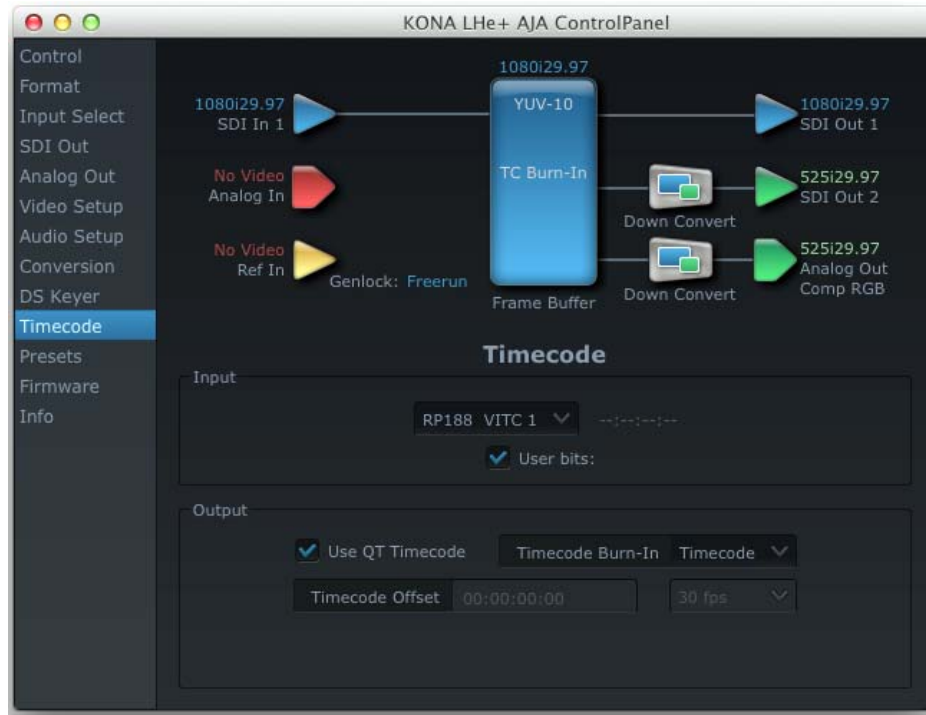 KONA LHe+ AJA ControlPanel
Control
Format
Input Select
SDI Out
Analog Out
Video Setup
Audio Setup
Conversion
DS Keyer
Timecode
Presets
Firmware
Info
1080i29.97
1080i29.97
SDI In 1
YUV-10
1080i29.97
SDI Out 1
No Video
Analog In
TC Burn-In
525i29.97
SDI Out 2
Down Convert
No Video
Ref In
Genlock: Freerun
525i29.97
Analog Out
Comp RGB
Down Convert
Frame Buffer
Timecode
Input
RP188 VITC 1 --:--:--:--
User bits:
Output
Use QT Timecode Timecode Burn-In Timecode
Timecode Offset 00:00:00:00 30 fps